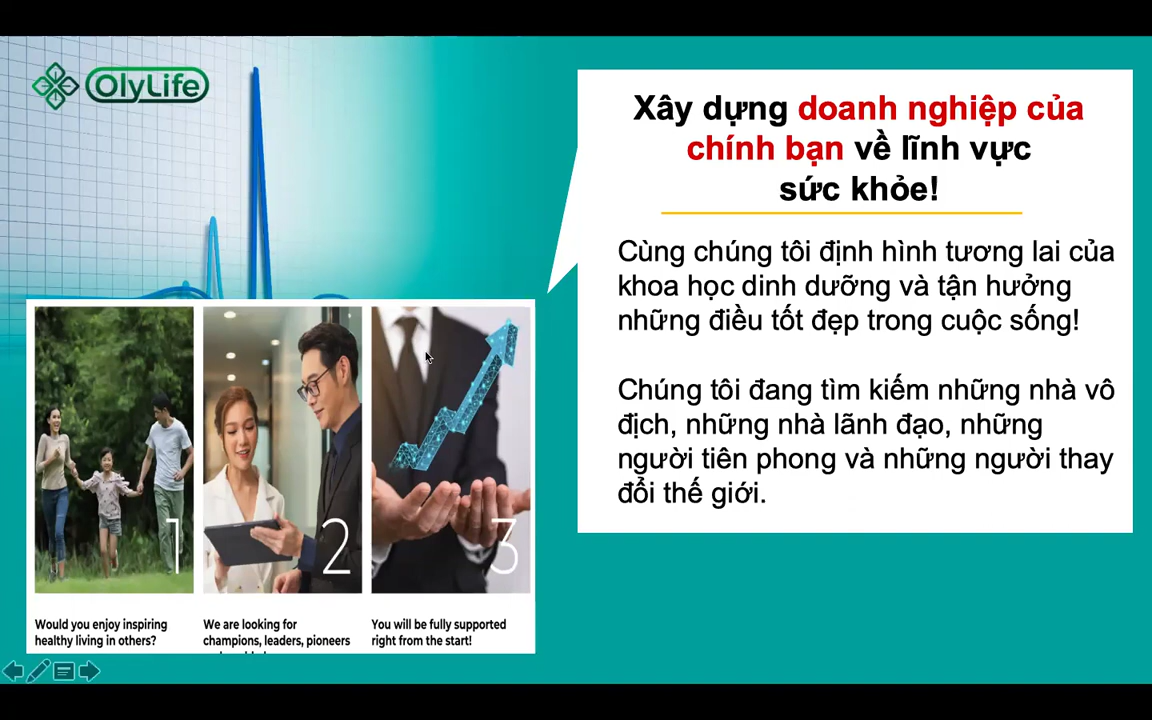 OlyLife
Xây dựng doanh nghiệp của
chính bạn về lĩnh vực
sức khỏe!
Cùng chúng tôi định hình tương lai của
khoa học dinh dưỡng và tận hưởng
những điều tốt đẹp trong cuộc sống!
Chúng tôi đang tìm kiếm những nhà vô
địch, những nhà lãnh đạo, những
người tiên phong và những người thay
đổi thế giới.
1
2
3
Would you enjoy inspiring
healthy living in others?
We are looking for
champions, leaders, pioneers
You will be fully supported
right from the start!